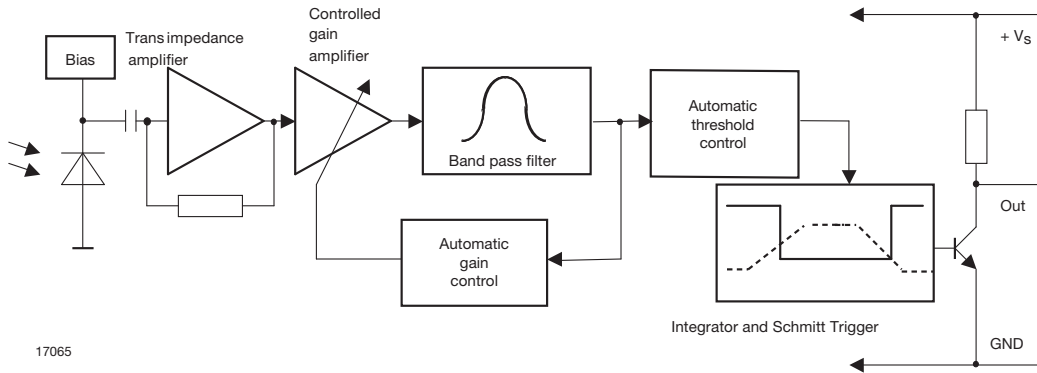 Bias
Trans impedance
amplifier
Controlled
gain
amplifier
Band pass filter
Automatic
gain
control
Automatic
threshold
control
Integrator and Schmitt Trigger
+ Vs
Out
GND
17065